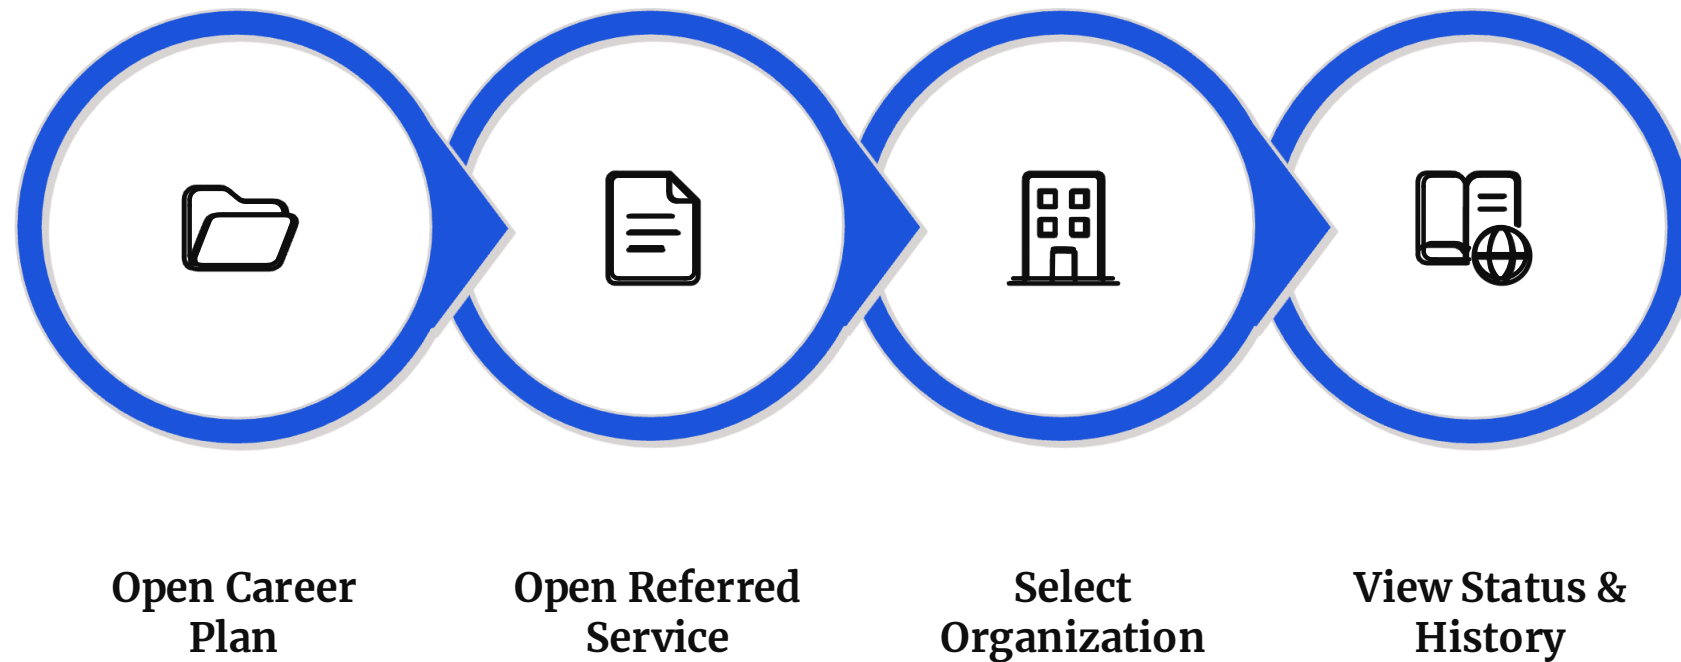 Open Career
Plan
Open Referred
Service
Select
Organization
View Status &
History